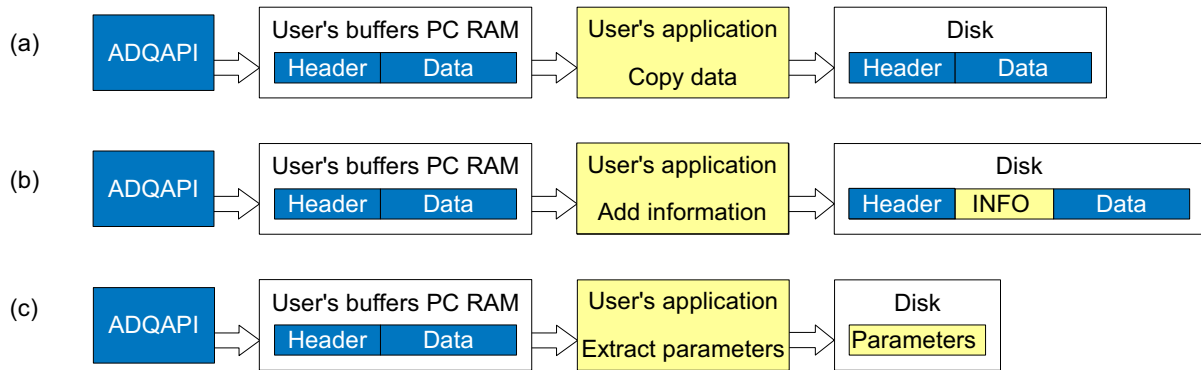 (a)
ADQAPI
User's buffers PC RAM
Header
Data
User's application
Copy data
Disk
Header
Data
(b)
ADQAPI
User's buffers PC RAM
Header
Data
User's application
Add information
Disk
Header
INFO
Data
(c)
ADQAPI
User's buffers PC RAM
Header
Data
User's application
Extract parameters
Disk
Parameters